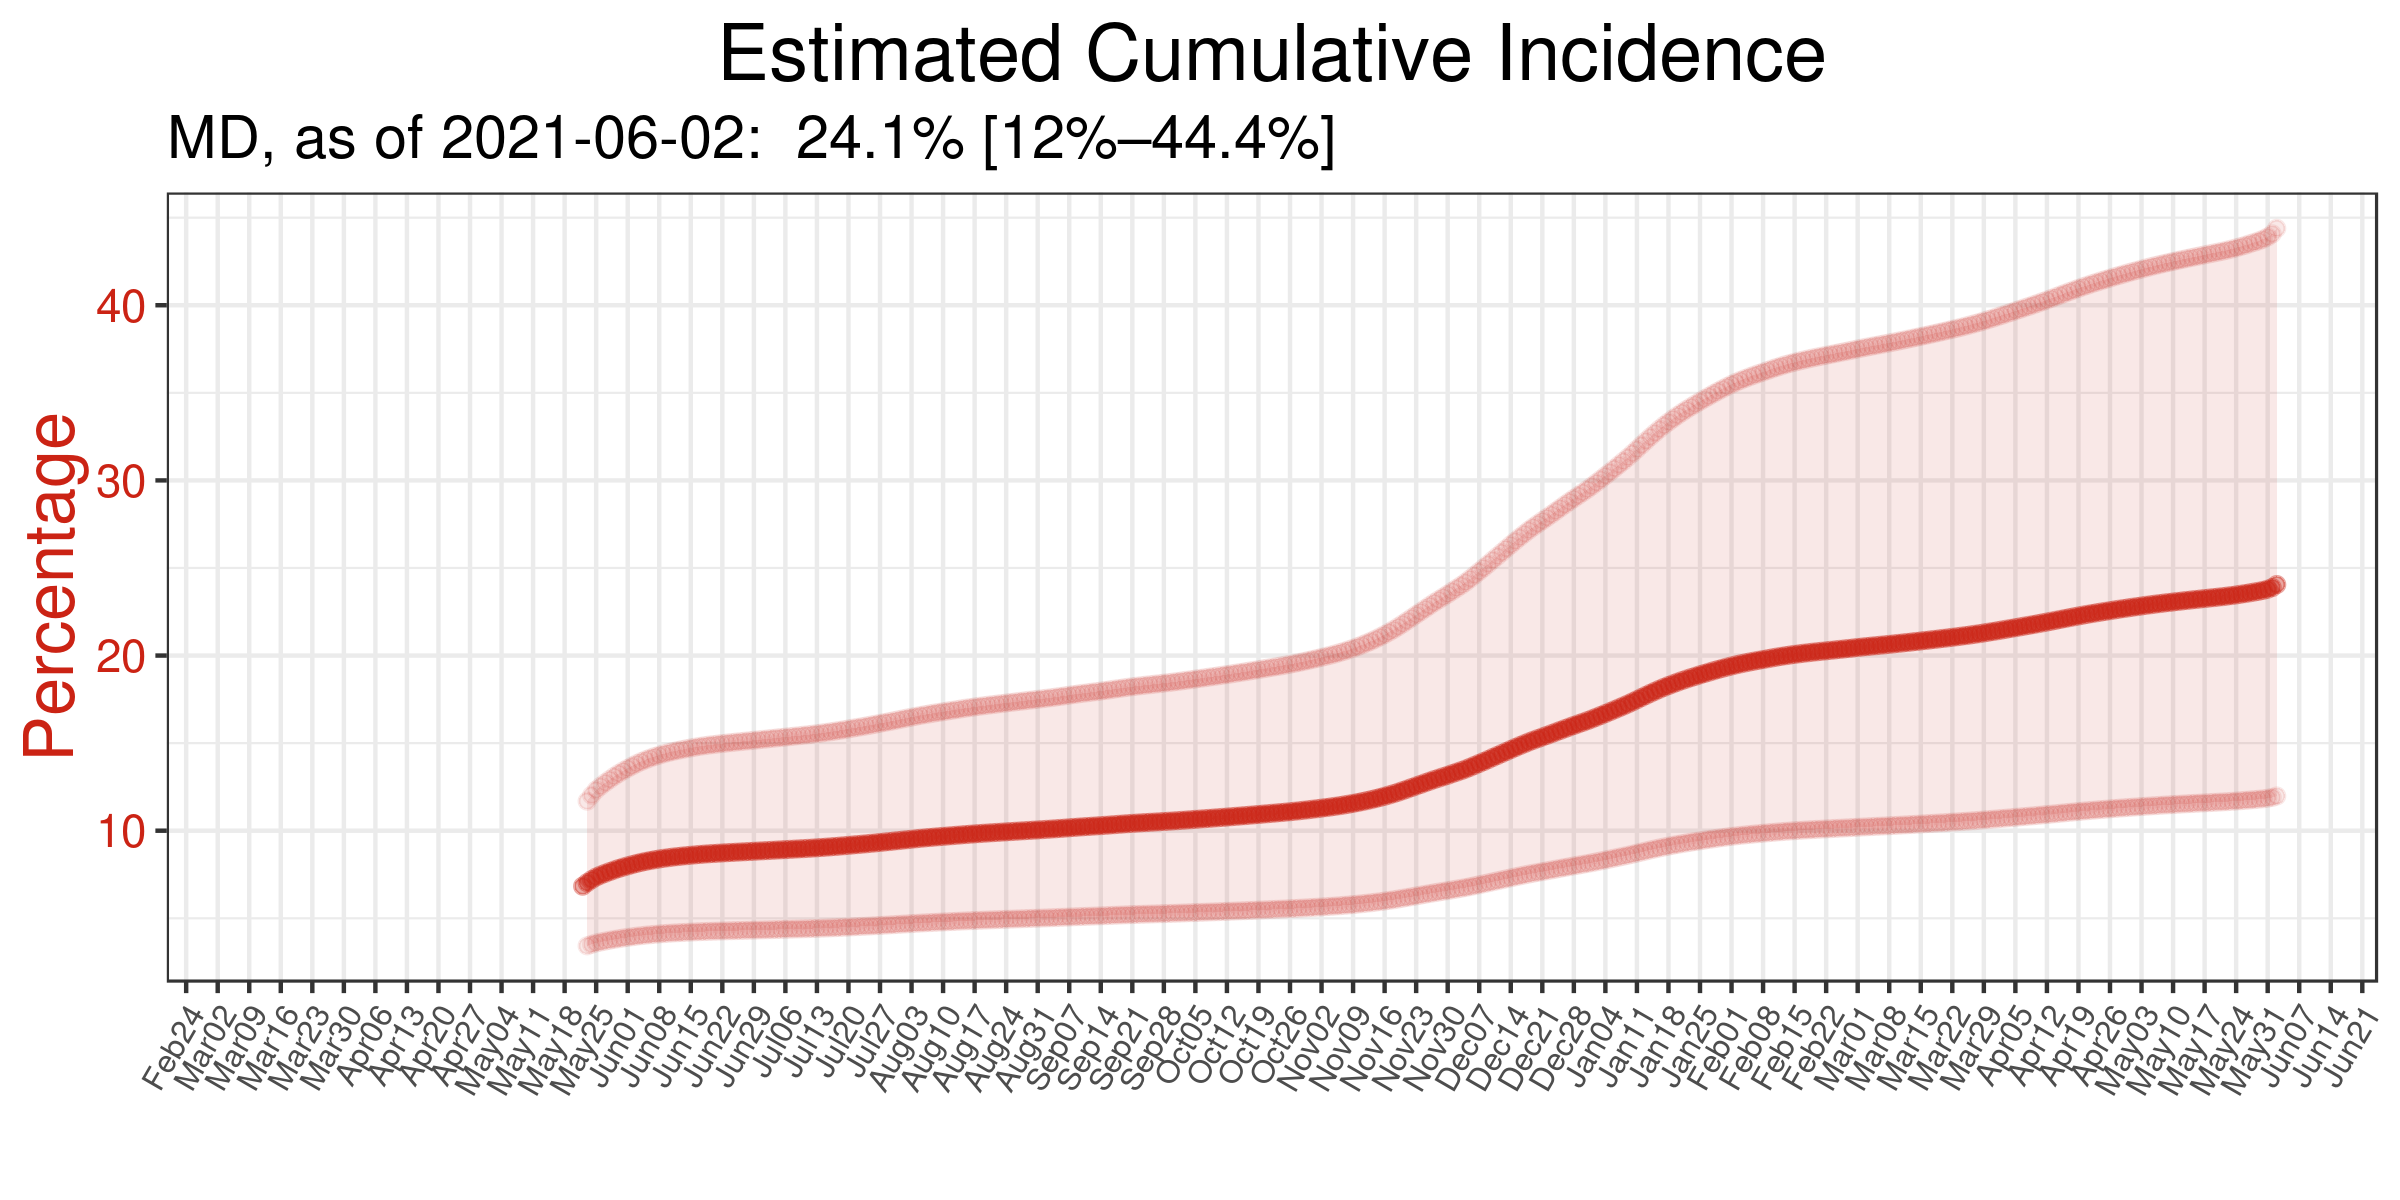 Estimated Cumulative Incidence
MD, as of 2021-06-02:  24.1% [12%–44.4%]
Percentage
40
30
20
10
Feb24
Mar02
Mar09
Mar16
Mar23
Mar30
Apr06
Apr13
Apr20
Apr27
May04
May11
May18
May25
Jun01
Jun08
Jun15
Jun22
Jun29
Jul06
Jul13
Jul20
Jul27
Aug03
Aug10
Aug17
Aug24
Aug31
Sep07
Sep14
Sep21
Sep28
Oct05
Oct12
Oct19
Oct26
Nov02
Nov09
Nov16
Nov23
Nov30
Dec07
Dec14
Dec21
Dec28
Jan04
Jan11
Jan18
Jan25
Feb01
Feb08
Feb15
Feb22
Mar01
Mar08
Mar15
Mar22
Mar29
Apr05
Apr12
Apr19
Apr26
May03
May10
May17
May24
May31
Jun07
Jun14
Jun21